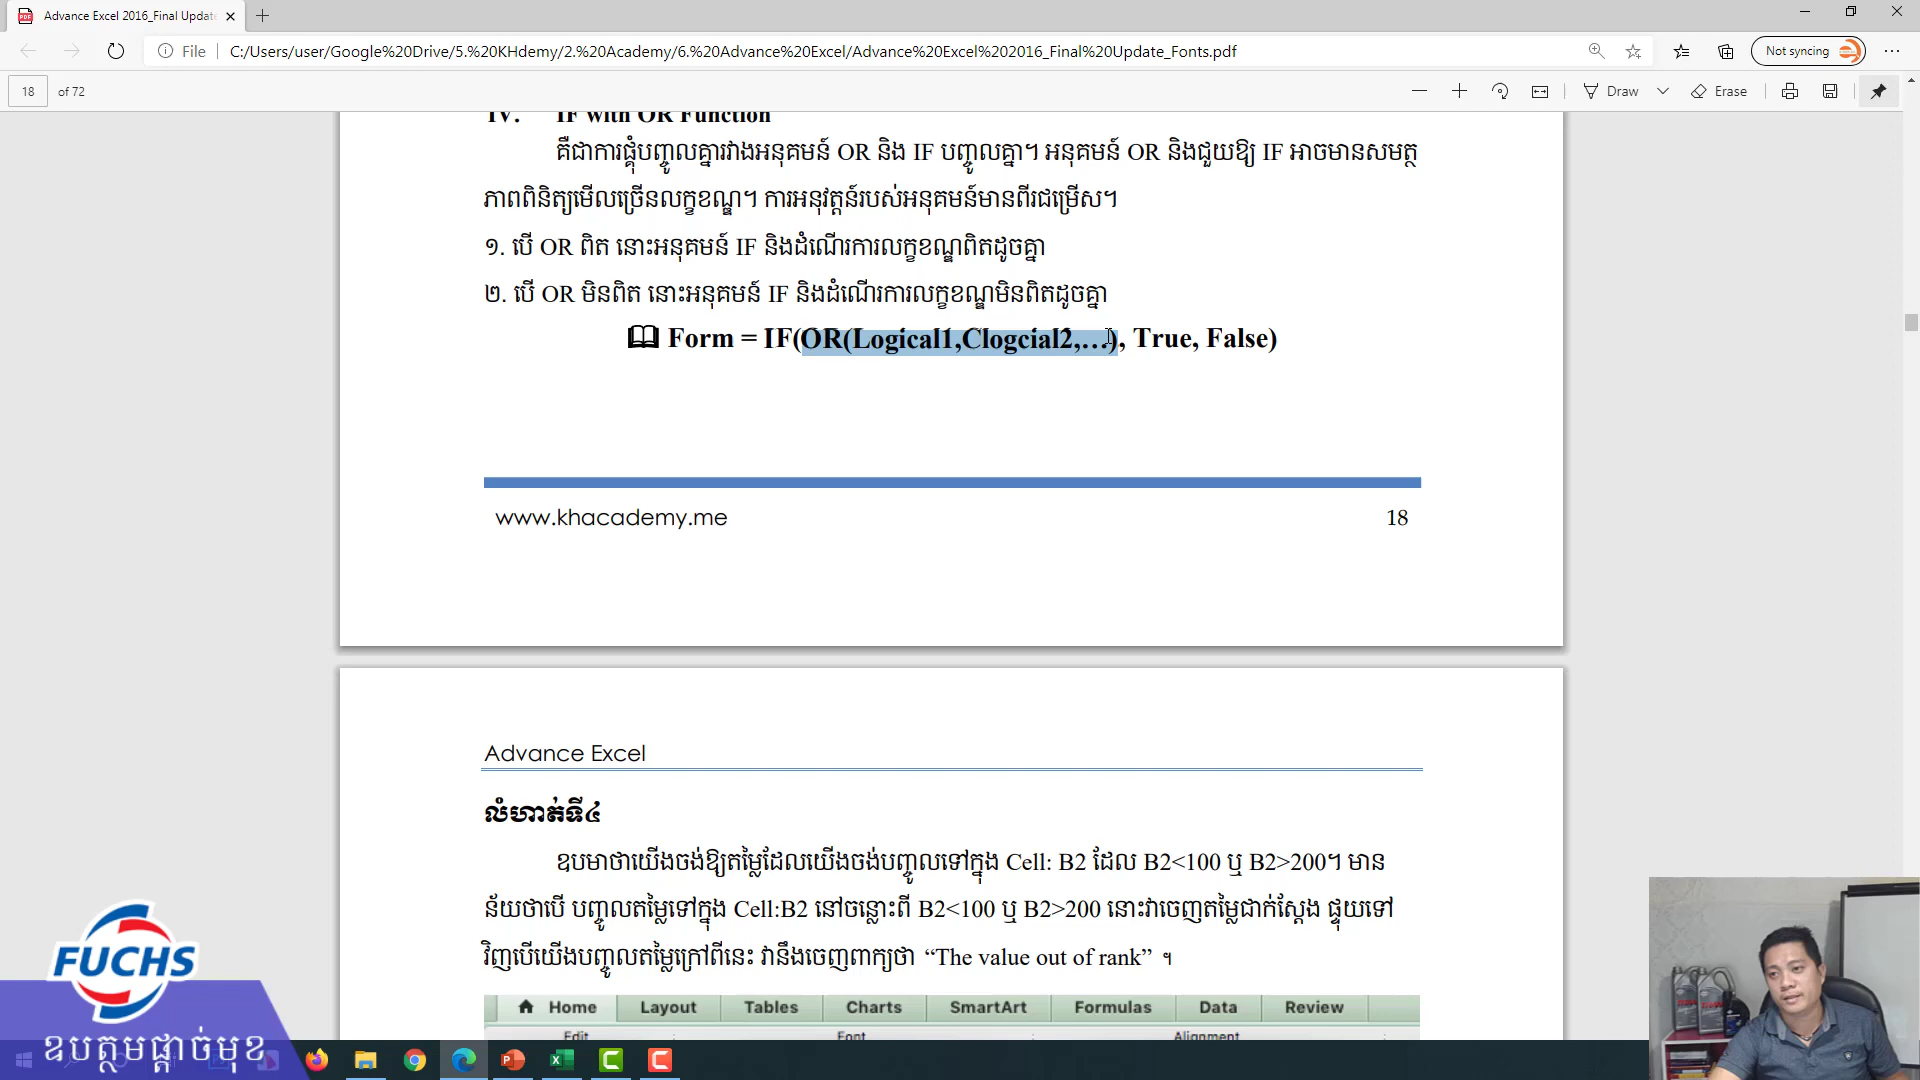 Advance Excel 2016_Final Updat
File
C:/Users/user/Google%20Drive/5.%20KHdemy/2.%20Academy/6.%20Advance%20Excel/Advance%20Excel%202016_Final%20Update_Fonts.pdf
Not syncing
18 of 72
Draw
Erase
IV. IF with OR Function
គឺជាការផ្គុំបញ្ចូលគ្នារវាងអនុគមន៍ OR និង IF បញ្ចូលគ្នា។ អនុគមន៍ OR និងជួយឱ្យ IF អាចមានសមត្ថ
ភាពពិនិត្យមើលច្រើនលក្ខខណ្ឌ។ ការអនុវត្តន៍របស់អនុគមន៍មានពីរជម្រើស។
១. បើ OR ពិត នោះអនុគមន៍ IF និងដំណើរការលក្ខខណ្ឌពិតដូចគ្នា
២. បើ OR មិនពិត នោះអនុគមន៍ IF និងដំណើរការលក្ខខណ្ឌមិនពិតដូចគ្នា
Form = IF(OR(Logical1,Clogcial2,…), True, False)
www.khacademy.me
18
Advance Excel
លំហាត់ទី៤
ឧបមាថាយើងចង់ឱ្យតម្លៃដែលយើងចង់បញ្ចូលទៅក្នុង Cell: B2 ដែល B2<100 ឬ B2>200។ មាន
ន័យថាបើ បញ្ចូលតម្លៃទៅក្នុង Cell:B2 នៅចន្លោះពី B2<100 ឬ B2>200 នោះវាចេញតម្លៃជាក់ស្តែង ផ្ទុយទៅ
វិញបើយើងបញ្ចូលតម្លៃក្រៅពីនេះ វានឹងចេញពាក្យថា “The value out of rank” ។
Home Layout Tables Charts SmartArt Formulas Data Review
Edit Font Alignment
FUCHS
ឧបត្ថមផ្តាច់មុខ